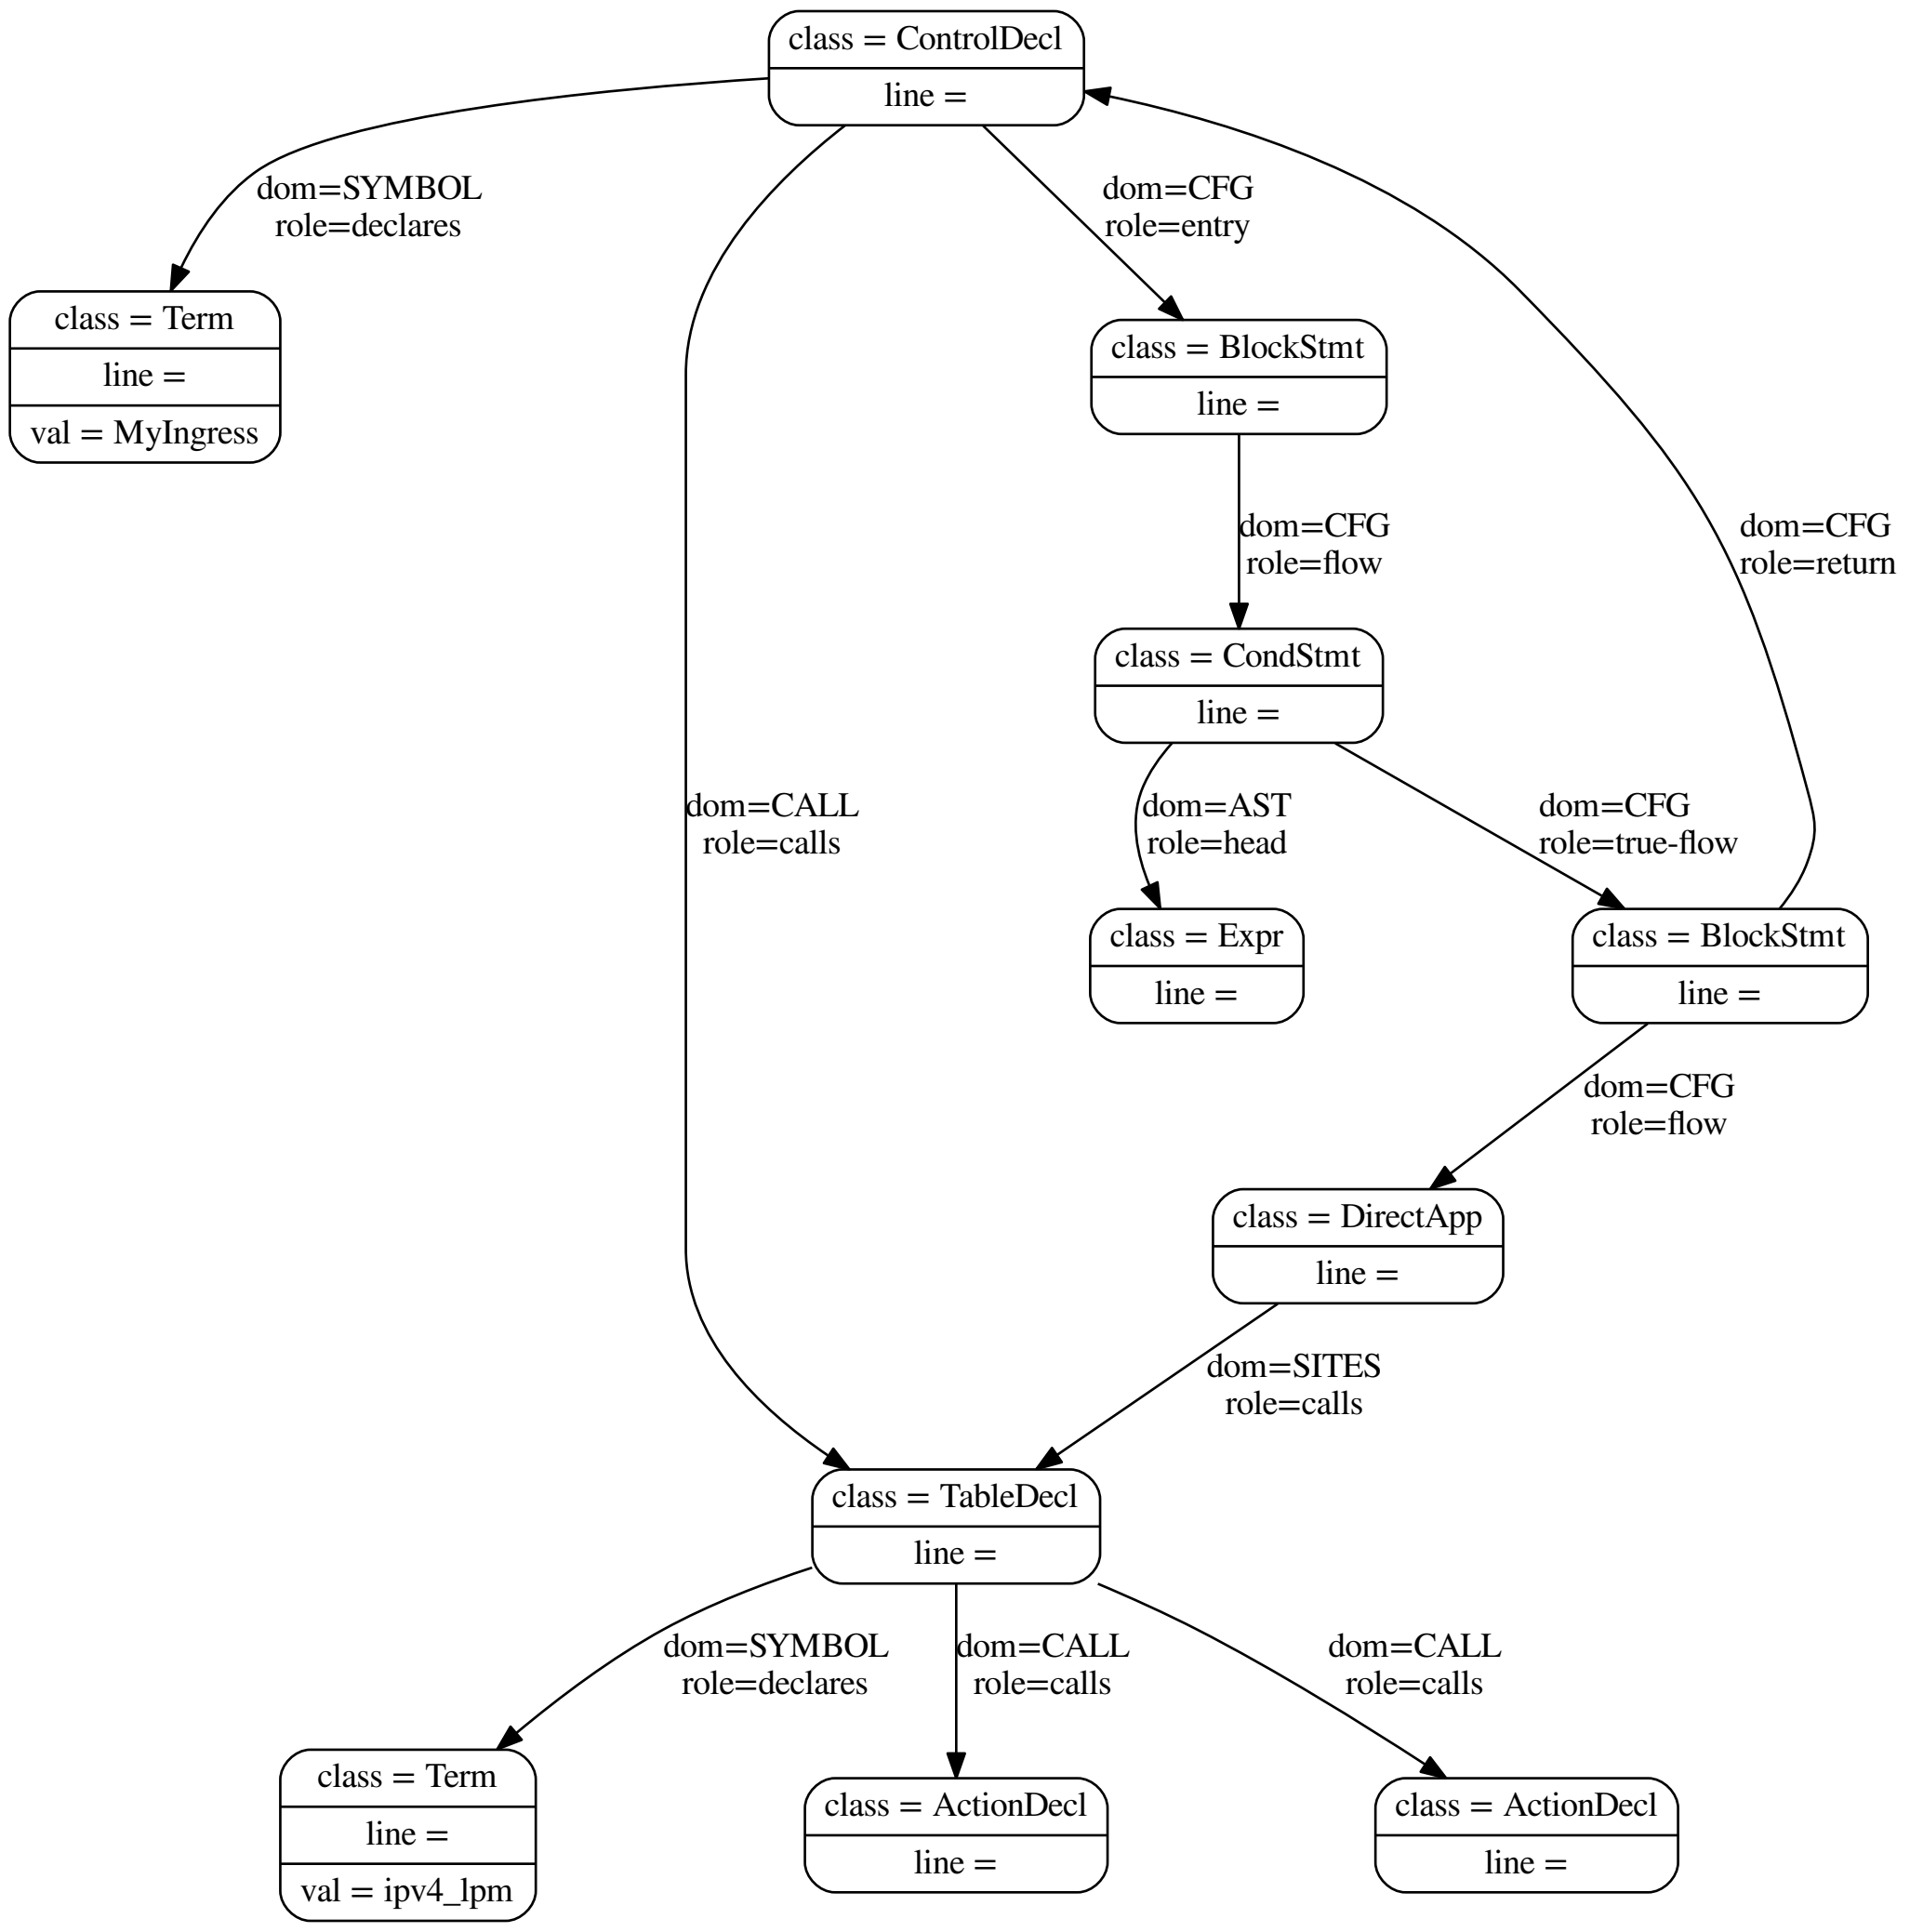 class = ControlDecl
line =
dom=SYMBOL
role=declares
dom=CFG
role=entry
class = Term
line =
val = MyIngress
class = BlockStmt
line =
dom=CFG
role=flow
dom=CFG
role=return
class = CondStmt
line =
dom=CALL
role=calls
dom=AST
role=head
dom=CFG
role=true-flow
class = Expr
line =
class = BlockStmt
line =
dom=CFG
role=flow
class = DirectApp
line =
dom=SITES
role=calls
class = TableDecl
line =
dom=SYMBOL
role=declares
dom=CALL
role=calls
dom=CALL
role=calls
class = Term
line =
val = ipv4_lpm
class = ActionDecl
line =
class = ActionDecl
line =